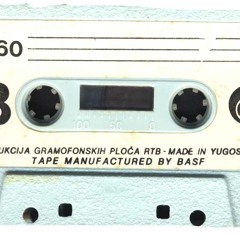 60
B
UKCIJA GRAMOFONSKIH PLOČA RTB - MADE IN YUGOS
TAPE MANUFACTURED BY BASF